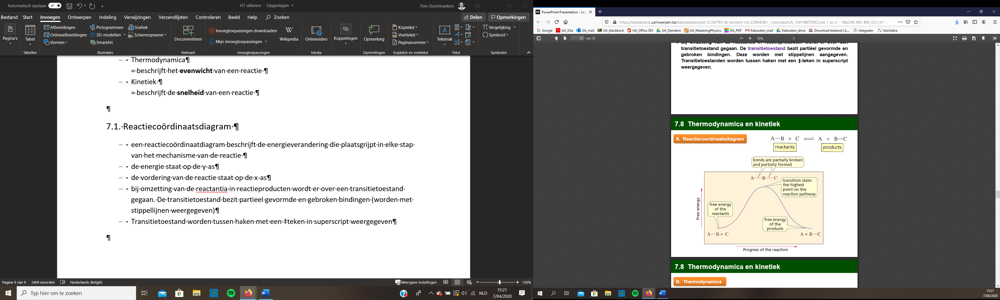 Automatisch opslaan
H7-alkenen - Opgeslagen
Fien Slootmaekers
Bestand Start Invoegen Ontwerpen Indeling Verwijzingen Verzendlijsten Controleren Beeld Help Zoeken
Delen Opmerkingen
Pagina's
Tabel
Tabellen
Afbeeldingen
Onlineafbeeldingen
Vormen
Pictogrammen
3D-modellen
SmartArt
Grafiek
Schermopname
Illustraties
Documentitem
Relevant
Invoegtoepassingen downloaden
Mijn invoegtoepassingen
Wikipedia
Invoegtoepassingen
Onlinevideo
Media
Koppelingen
Opmerking
Opmerkingen
Koptekst
Voettekst
Paginanummer
Koptekst en voettekst
Tekstvak
Tekst
Vergelijking
Symbool
Symbolen
Thermodynamica¶
=·beschrijft·het·evenwicht·van·een·reactie·¶
Kinetiek·¶
=·beschrijft·de·snelheid·van·een·reactie·¶
¶
7.1.·Reactiecoördinaatsdiagram·¶
een·reactiecoördinaatdiagram·beschrijft·de·energieverandering·die·plaatsgrijpt·in·elke·stap·
van·het·mechanisme·van·de·reactie·¶
de·energie·staat·op·de·y-as¶
de·vordering·van·de·reactie·staat·op·de·x-as¶
bij·omzetting·van·de·reactantia·in·reactieproducten·wordt·er·over·een·transitietoestand·
gegaan.·De·transitietoestand·bezit·partieel·gevormde·en·gebroken·bindingen·(worden·met·
stippellijnen·weergegeven)¶
Transitietoestand·worden·tussen·haken·met·een·‡teken·in·superscript·weergegeven¶
¶
Pagina 9 van 9 2409 woorden Nederlands (België)
Weergave-instellingen
150%
Typ hier om te zoeken
NLD
15:21
7/04/2020
PowerPoint Presentation - Les
https://blackboard.uantwerpen.be/bbcswebdav/pid-2226793-dt-content-rid-22864581_1/courses/UA_1001WETORC/Les 1 en 2 - 1BaCHE-BIC-BIR_OCI_H7
Google UA_SiSa UA_mail UA_blackbord UA_Office 365 UA_Demetris UA_MasteringPhysics UA_PDF Kabouters_mail Kabouters_drive Download bestand | iL... integralen GeoGebra
33 van 52
70%
transitietoestand gegaan. De transitietoestand bezit partiëel gevormde en
gebroken bindingen. Deze worden met stippelijnen aangegeven.
Transitietoestanden worden tussen haken met een ‡-teken in superscript
weergegeven.
7.8 Thermodynamica en kinetiek
A. Reactiecoordinaatsdiagram
A—B + C ⇌ A + B—C
reactants
products
bonds are partially broken
and partially formed
A-----B-----C
transition state:
the highest
point on the
reaction pathway
free energy
of the
reactants
free energy
of the
products
Free energy
A—B + C
A + B—C
Progress of the reaction
7.8 Thermodynamica en kinetiek
B. Thermodynamica
15:21
7/04/2020